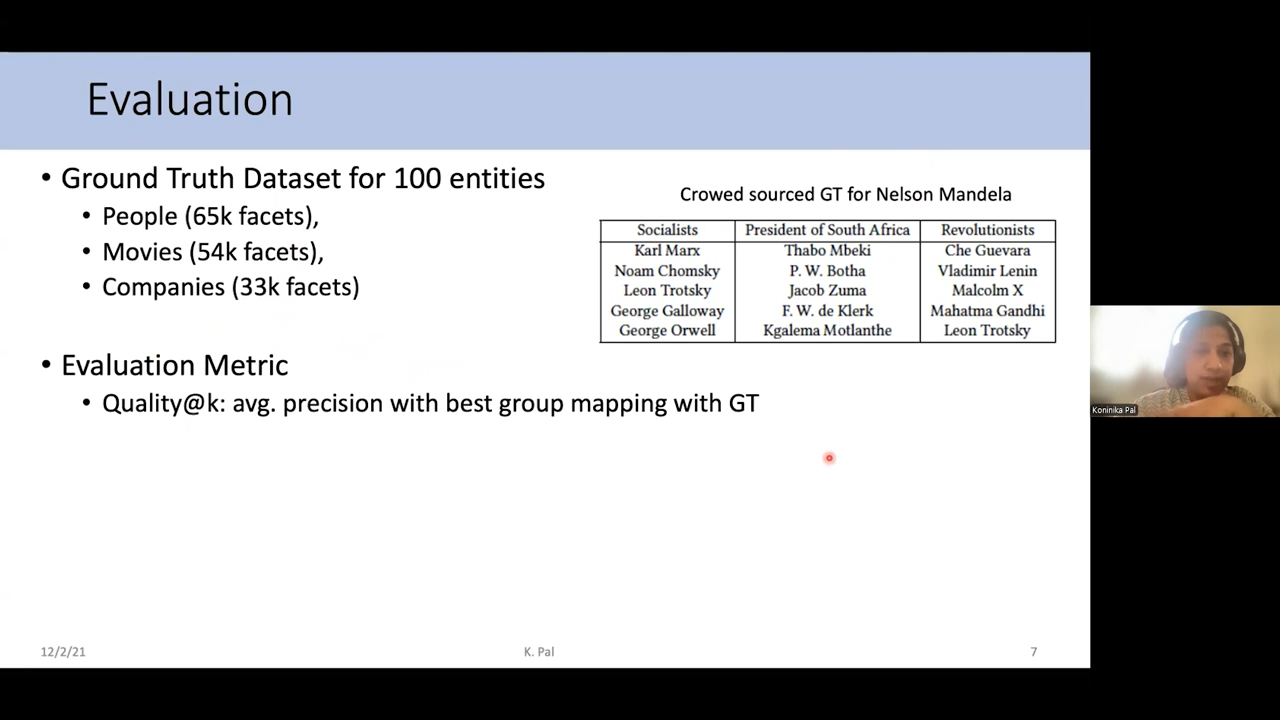 Evaluation
• Ground Truth Dataset for 100 entities
• People (65k facets),
• Movies (54k facets),
• Companies (33k facets)
• Evaluation Metric
• Quality@k: avg. precision with best group mapping with GT
Crowed sourced GT for Nelson Mandela
Socialists President of South Africa Revolutionists
Karl Marx Thabo Mbeki Che Guevara
Noam Chomsky P. W. Botha Vladimir Lenin
Leon Trotsky Jacob Zuma Malcolm X
George Galloway F. W. de Klerk Mahatma Gandhi
George Orwell Kgalema Motlanthe Leon Trotsky
Koninika Pal
12/2/21 K. Pal 7